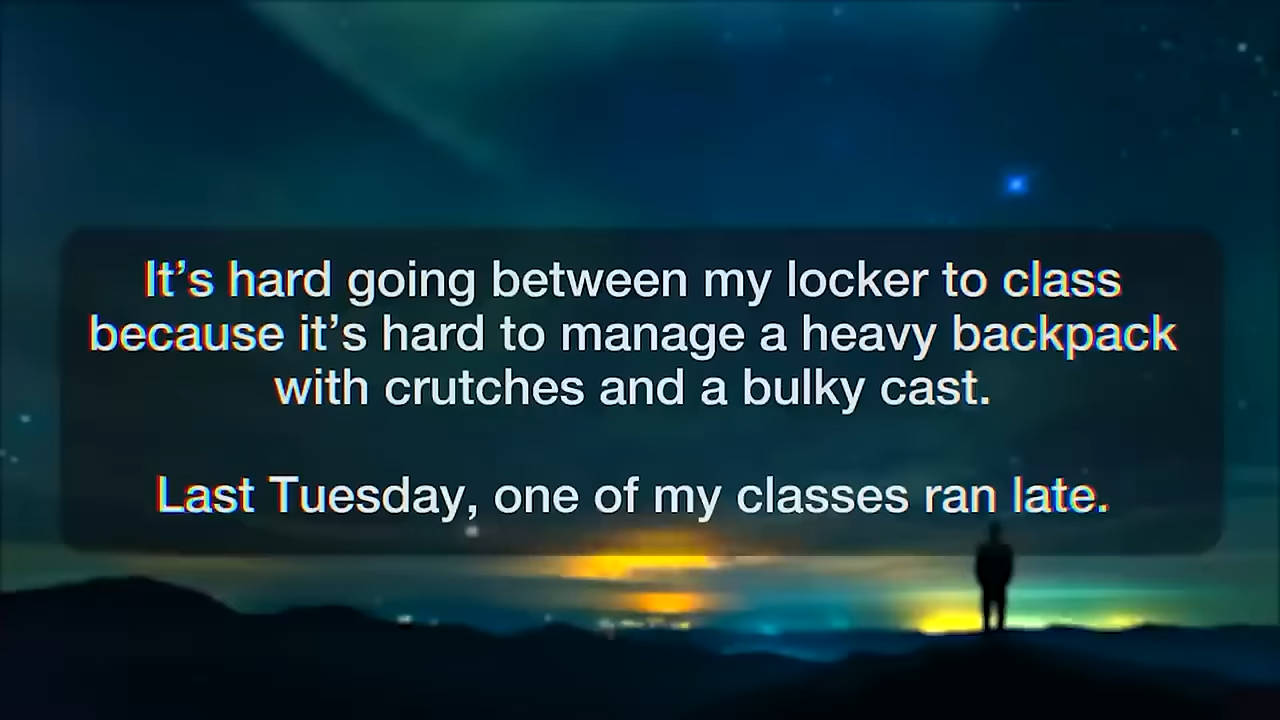 It’s hard going between my locker to class
because it’s hard to manage a heavy backpack
with crutches and a bulky cast.
Last Tuesday, one of my classes ran late.